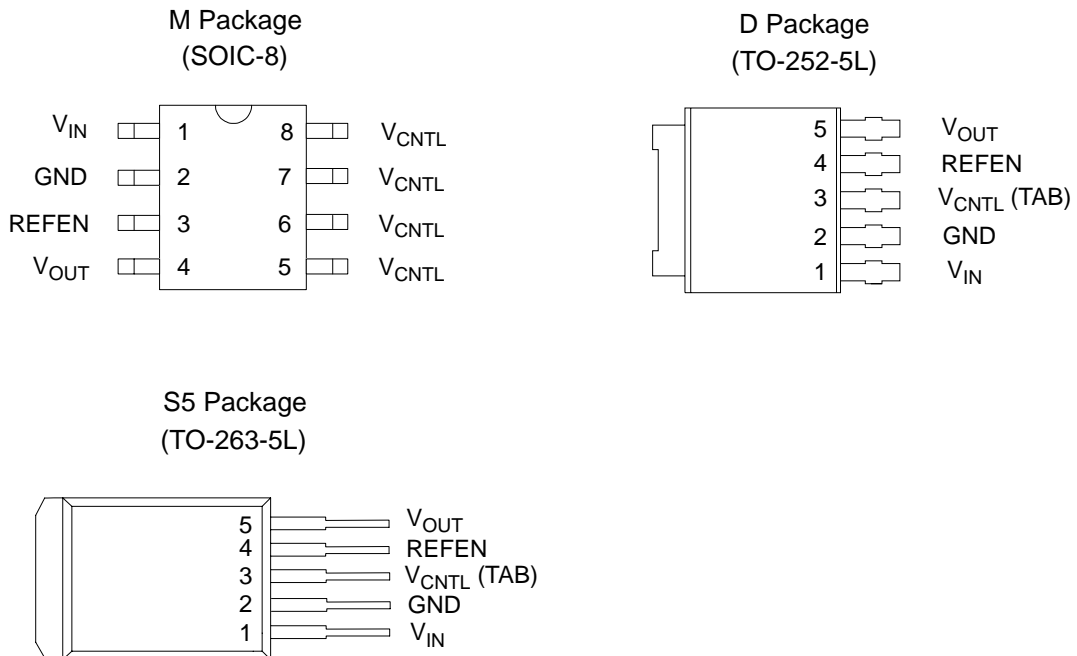 M Package
(SOIC-8)
V_IN 1 8 V_CNTL
GND 2 7 V_CNTL
REFEN 3 6 V_CNTL
V_OUT 4 5 V_CNTL
D Package
(TO-252-5L)
5 V_OUT
4 REFEN
3 V_CNTL (TAB)
2 GND
1 V_IN
S5 Package
(TO-263-5L)
5 V_OUT
4 REFEN
3 V_CNTL (TAB)
2 GND
1 V_IN